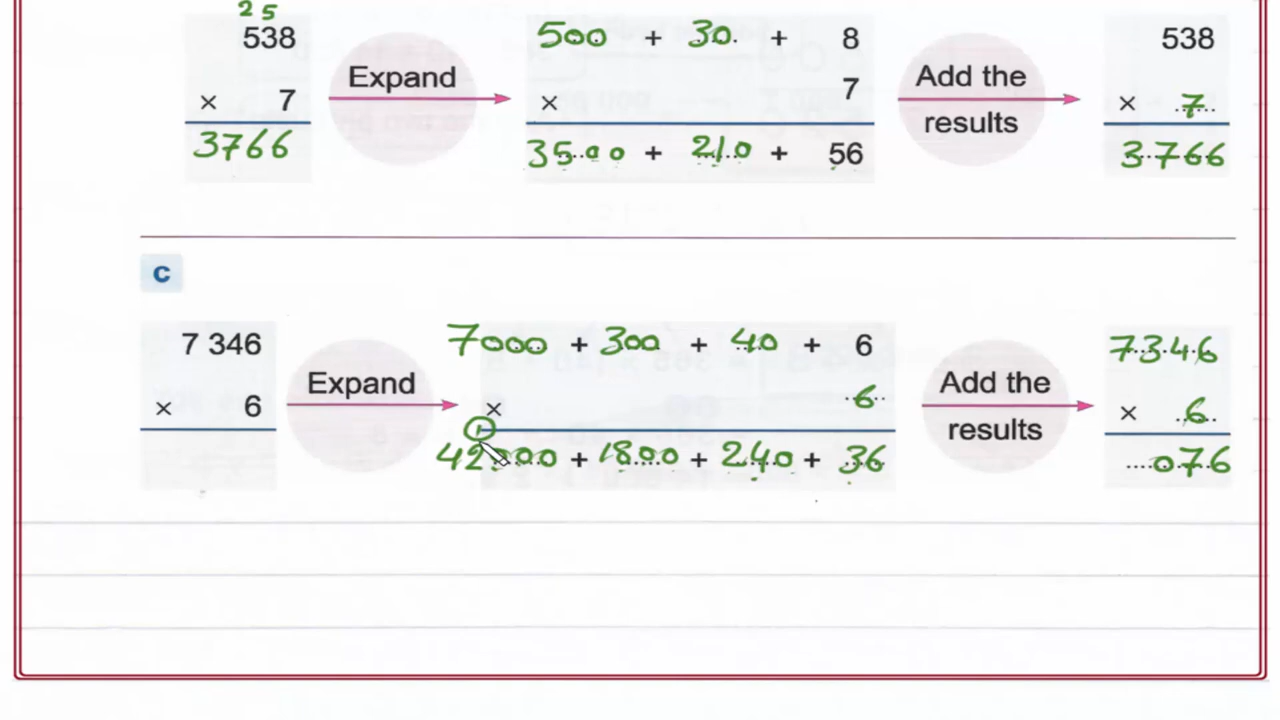 2 5
538 500 + 30 + 8 538
Expand Add the results
× 7 × 7 × 7
3766 3500 + 210 + 56 3766
c
7 346 7000 + 300 + 40 + 6 7346
Expand Add the results
× 6 × 6 × 6
1
42000 + 1800 + 240 + 36 076